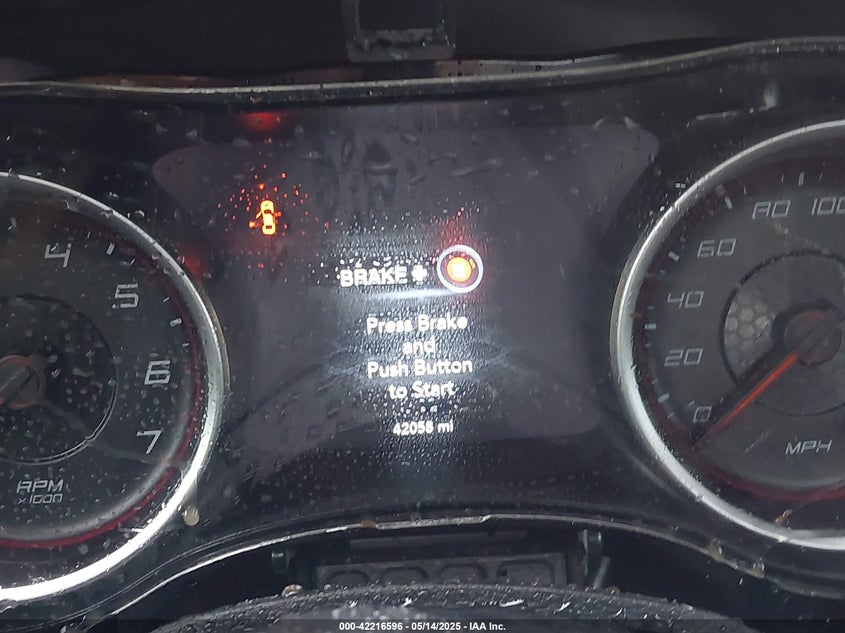 4
5
6
7
RPM
x 1000
BRAKE +
Press Brake
and
Push Button
to Start
42058 mi
0
20
40
60
80 100
MPH
000-42216596 - 05/14/2025 - IAA Inc.